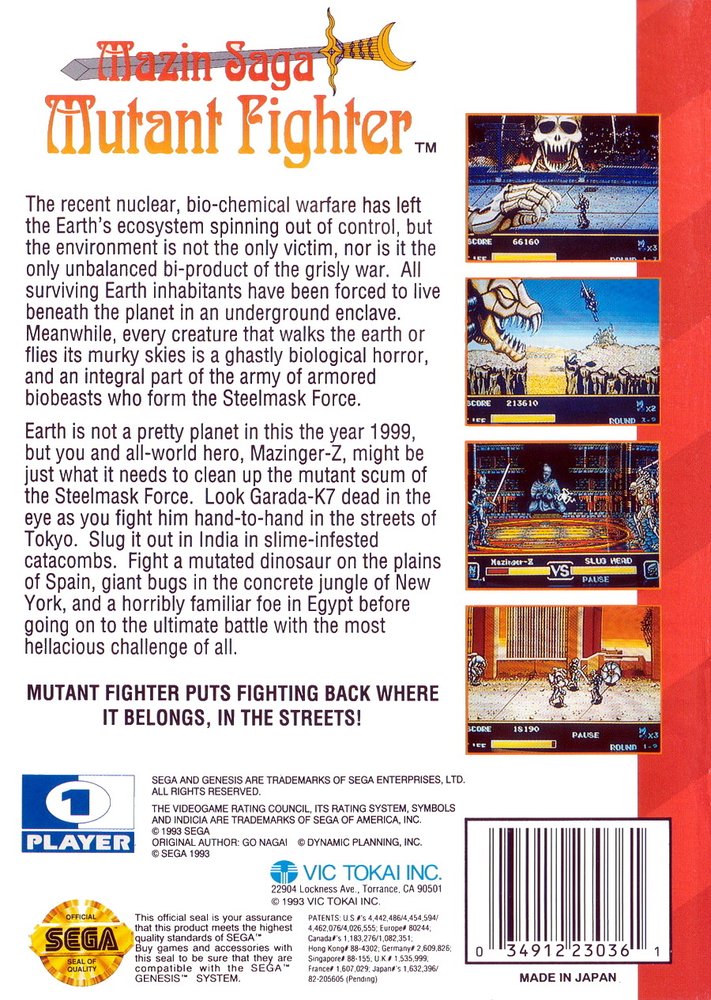 Mazin Saga
Mutant Fighter™
The recent nuclear, bio-chemical warfare has left
the Earth's ecosystem spinning out of control, but
the environment is not the only victim, nor is it the
only unbalanced bi-product of the grisly war.  All
surviving Earth inhabitants have been forced to live
beneath the planet in an underground enclave.
Meanwhile, every creature that walks the earth or
flies its murky skies is a ghastly biological horror,
and an integral part of the army of armored
biobeasts who form the Steelmask Force.
Earth is not a pretty planet in this the year 1999,
but you and all-world hero, Mazinger-Z, might be
just what it needs to clean up the mutant scum of
the Steelmask Force.  Look Garada-K7 dead in the
eye as you fight him hand-to-hand in the streets of
Tokyo.  Slug it out in India in slime-infested
catacombs.  Fight a mutated dinosaur on the plains
of Spain, giant bugs in the concrete jungle of New
York, and a horribly familiar foe in Egypt before
going on to the ultimate battle with the most
hellacious challenge of all.
MUTANT FIGHTER PUTS FIGHTING BACK WHERE
IT BELONGS, IN THE STREETS!
SCORE 66160
x3
SCORE 213610
x2
ROUND
Mazinger-Z VS SLUG HEAD
PAUSE
SCORE 18190
PAUSE
x3
ROUND
1
PLAYER
SEGA AND GENESIS ARE TRADEMARKS OF SEGA ENTERPRISES, LTD.
ALL RIGHTS RESERVED.
THE VIDEOGAME RATING COUNCIL, ITS RATING SYSTEM, SYMBOLS
AND INDICIA ARE TRADEMARKS OF SEGA OF AMERICA, INC.
© 1993 SEGA
ORIGINAL AUTHOR: GO NAGAI   © DYNAMIC PLANNING, INC.
© SEGA 1993
VIC TOKAI INC.
22904 Lockness Ave., Torrance, CA 90501
© 1993 VIC TOKAI INC.
OFFICIAL
SEGA
SEAL OF
QUALITY
This official seal is your assurance
that this product meets the highest
quality standards of SEGA™
Buy games and accessories with
this seal to be sure that they are
compatible with the SEGA™
GENESIS™ SYSTEM.
PATENTS: U.S.#'s 4,442,486/4,454,594/
4,462,076/4,026,555; Europe# 80244;
Canada#'s 1,183,276/1,082,351;
Hong Kong# 88-4302; Germany# 2,609,826;
Singapore# 88-155; U.K.# 1,535,999;
France# 1,607,029; Japan#'s 1,632,396/
82-205605 (Pending)
0 34912 23036 1
MADE IN JAPAN